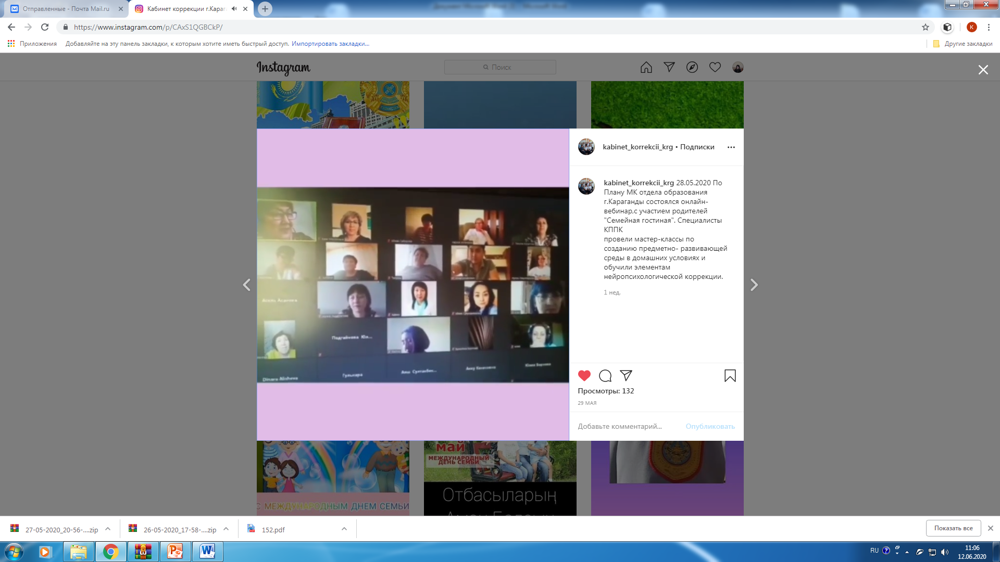 Отправленные - Почта Mail.ru
Кабинет коррекции г.Карага
https://www.instagram.com/p/CAxS1QGBCkP/
K
Приложения
Добавляйте на эту панель закладки, к которым хотите иметь быстрый доступ. Импортировать закладки...
Другие закладки
Instagram
Поиск
kabinet_korrekcii_krg • Подписки
kabinet_korrekcii_krg 28.05.2020 По
Плану МК отдела образования
г.Караганды состоялся онлайн-
вебинар,с участием родителей
"Семейная гостиная". Специалисты
КППК
провели мастер-классы по
созданию предметно- развивающей
среды в домашних условиях и
обучили элементам
нейропсихологической коррекции.
1 нед.
Подгайнова Юл...
Dinara Alisheva
Гульнара
Просмотры: 132
29 МАЯ
Добавьте комментарий...
Опубликовать
май
МЕЖДУНАРОДНЫЙ
ДЕНЬ СЕМЬИ
С МЕЖДУНАРОДНЫМ ДНЕМ СЕМЬИ
Отбасыларың
27-05-2020_20-56-....zip
26-05-2020_17-58-....zip
152.pdf
Показать все
RU
11:06
12.06.2020